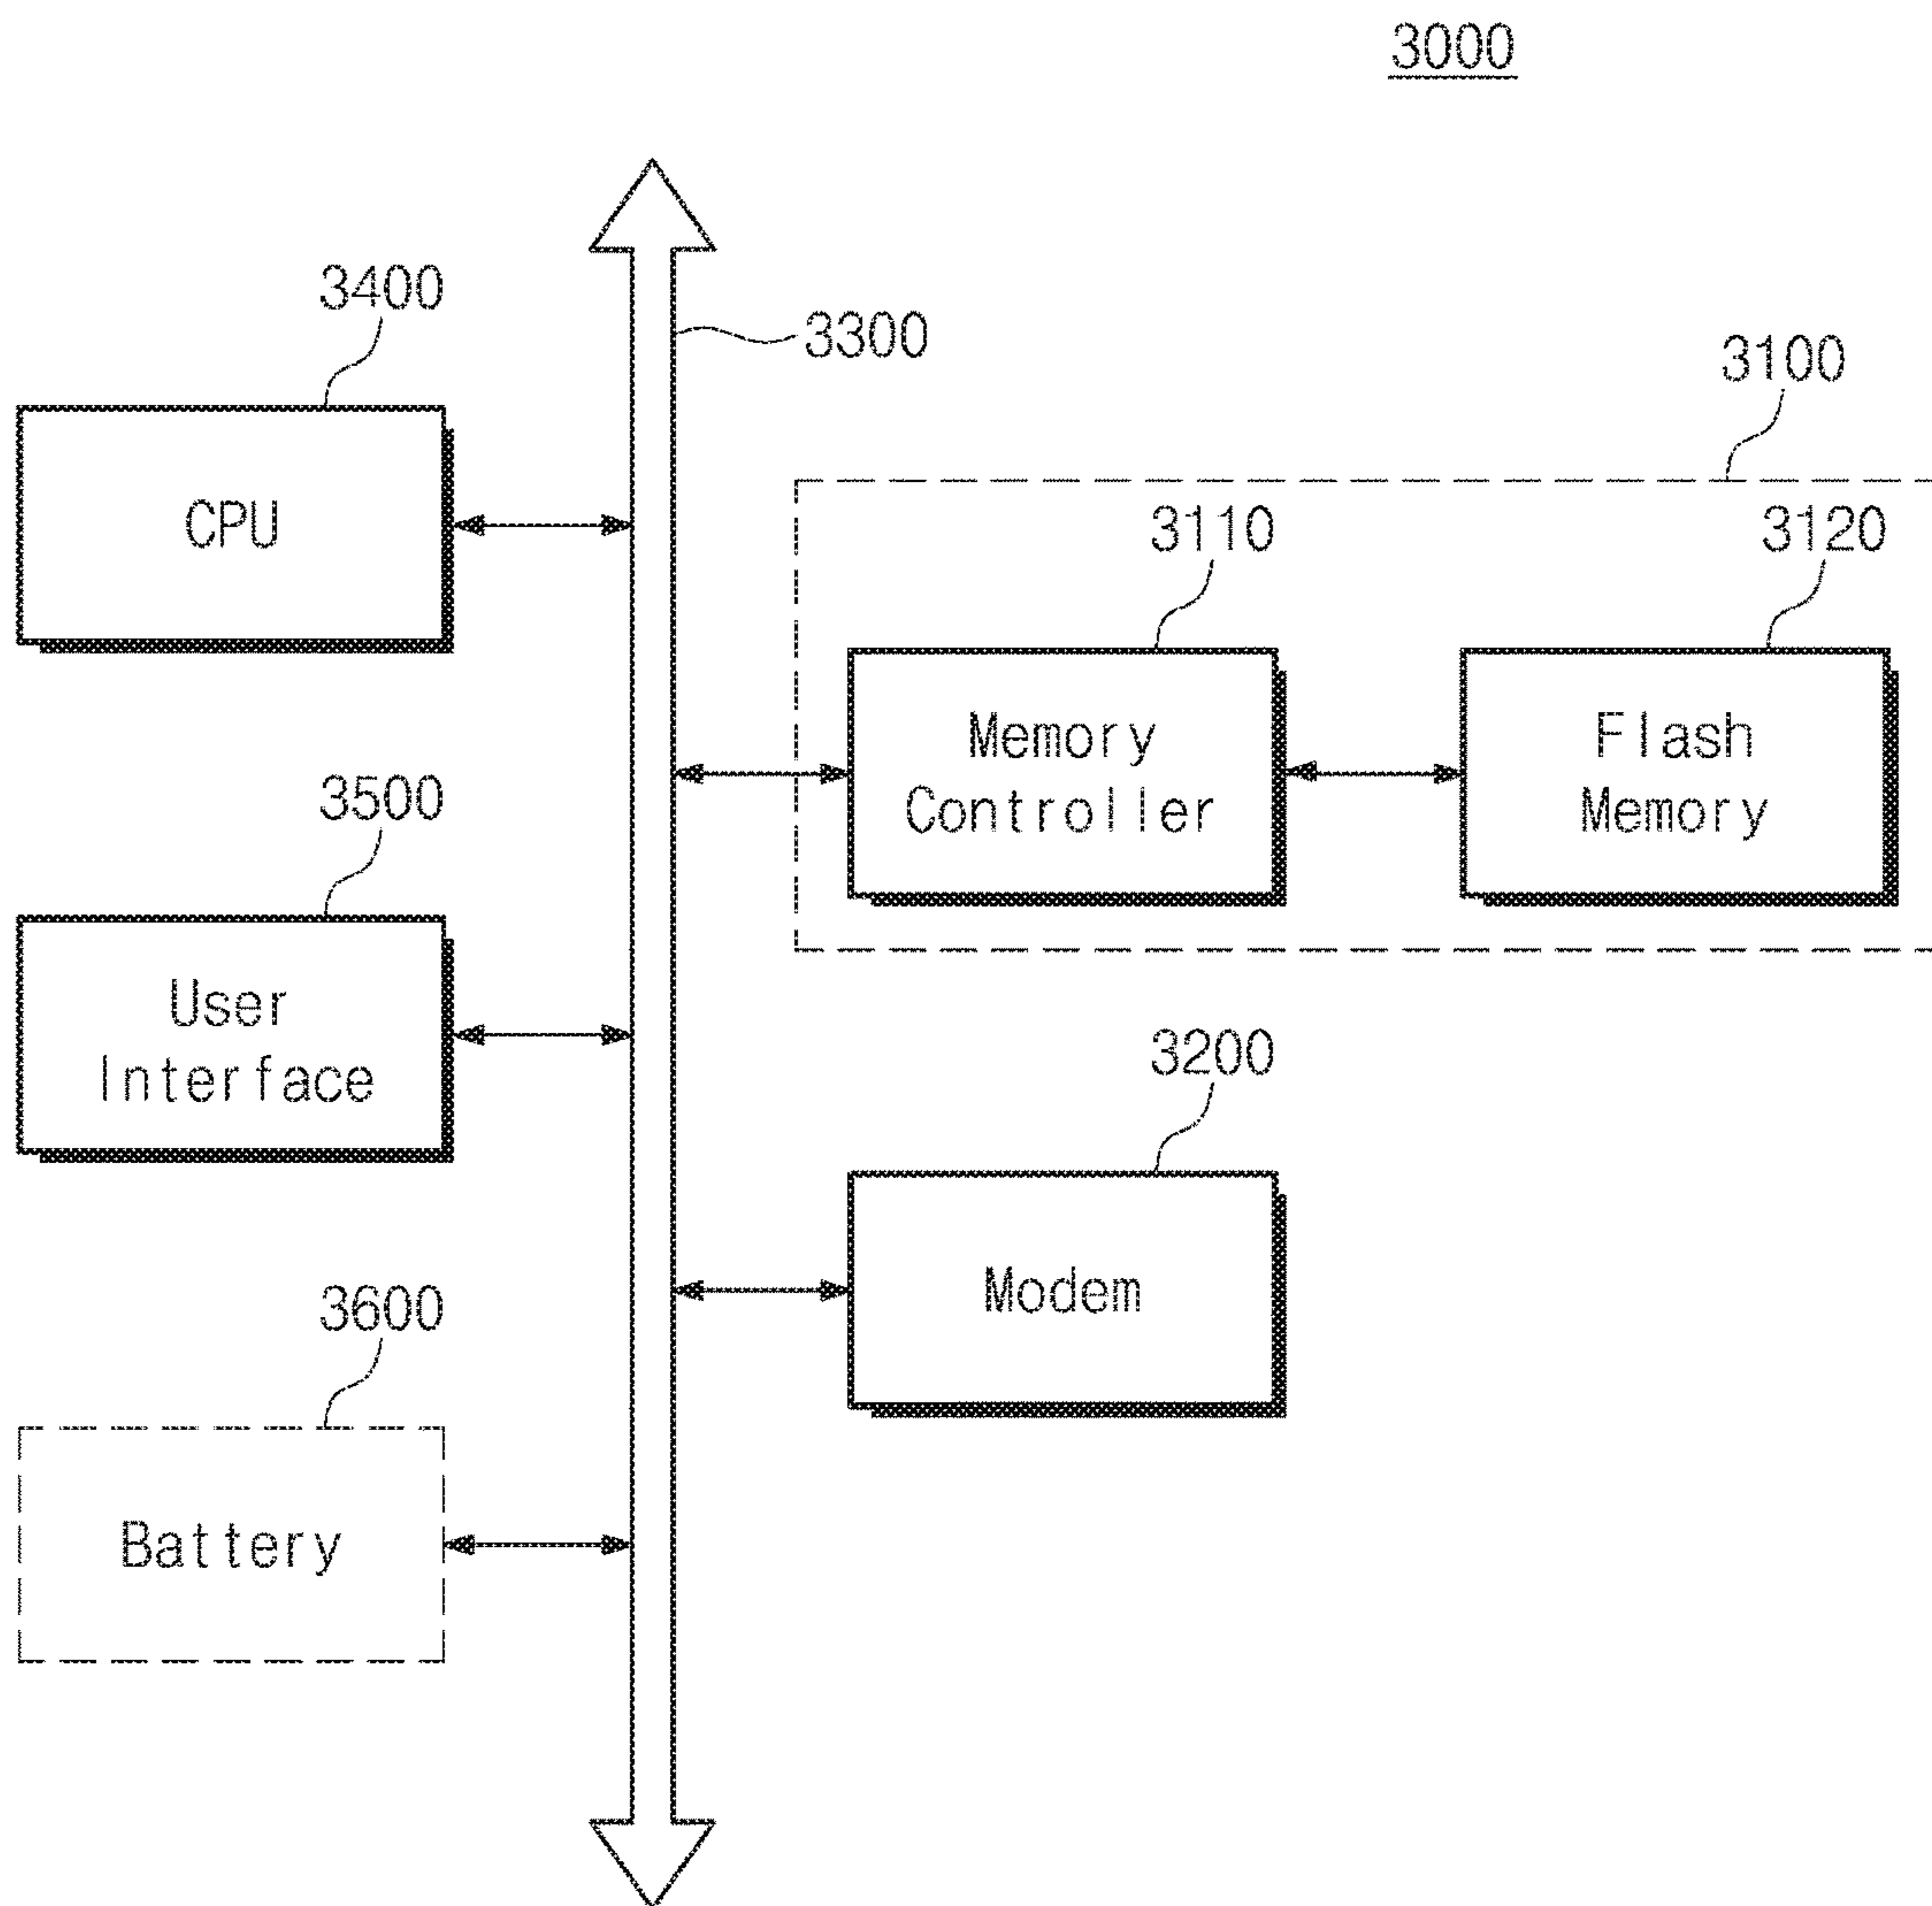 3000
3400
3300
3100
CPU
3110
3120
Memory
Controller
Flash
Memory
3500
User
Interface
3200
Modem
3600
Battery